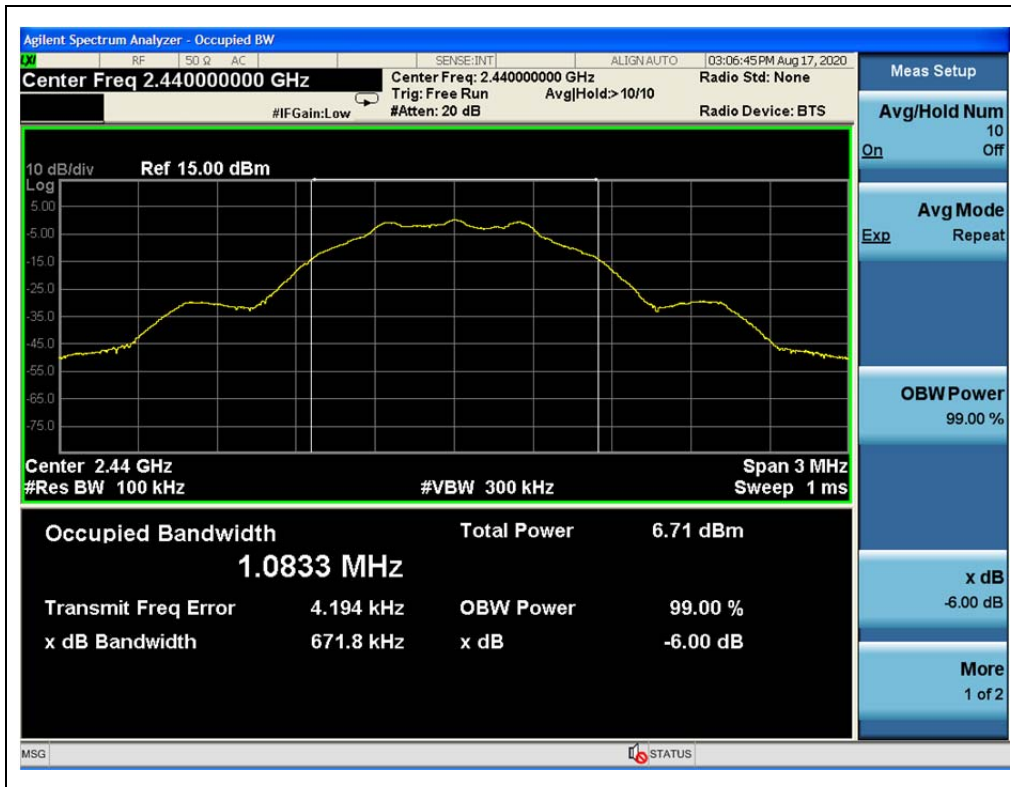 Agilent Spectrum Analyzer - Occupied BW
LXI RF 50 Ω AC SENSE:INT ALIGN AUTO 03:06:45 PM Aug 17, 2020
Center Freq 2.440000000 GHz
Center Freq: 2.440000000 GHz Radio Std: None
Trig: Free Run Avg|Hold:> 10/10
#IFGain:Low #Atten: 20 dB Radio Device: BTS
10 dB/div Ref 15.00 dBm
Log
5.00
-5.00
-15.0
-25.0
-35.0
-45.0
-55.0
-65.0
-75.0
Center 2.44 GHz Span 3 MHz
#Res BW 100 kHz #VBW 300 kHz Sweep 1 ms
Occupied Bandwidth Total Power 6.71 dBm
1.0833 MHz
Transmit Freq Error 4.194 kHz OBW Power 99.00 %
x dB Bandwidth 671.8 kHz x dB -6.00 dB
Meas Setup
Avg/Hold Num
10
On Off
Avg Mode
Exp Repeat
OBW Power
99.00 %
x dB
-6.00 dB
More
1 of 2
MSG STATUS